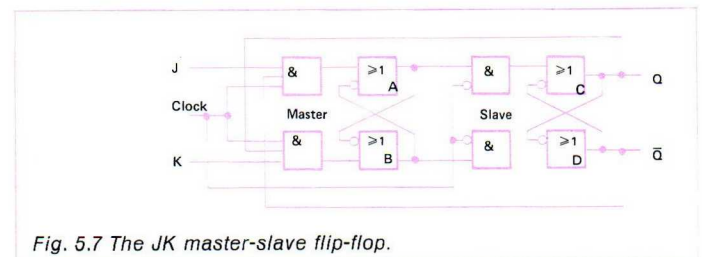 J & ≥1 & ≥1 Q
A C
Clock Master Slave
& ≥1 & ≥1
K B D Q̅
Fig. 5.7 The JK master-slave flip-flop.